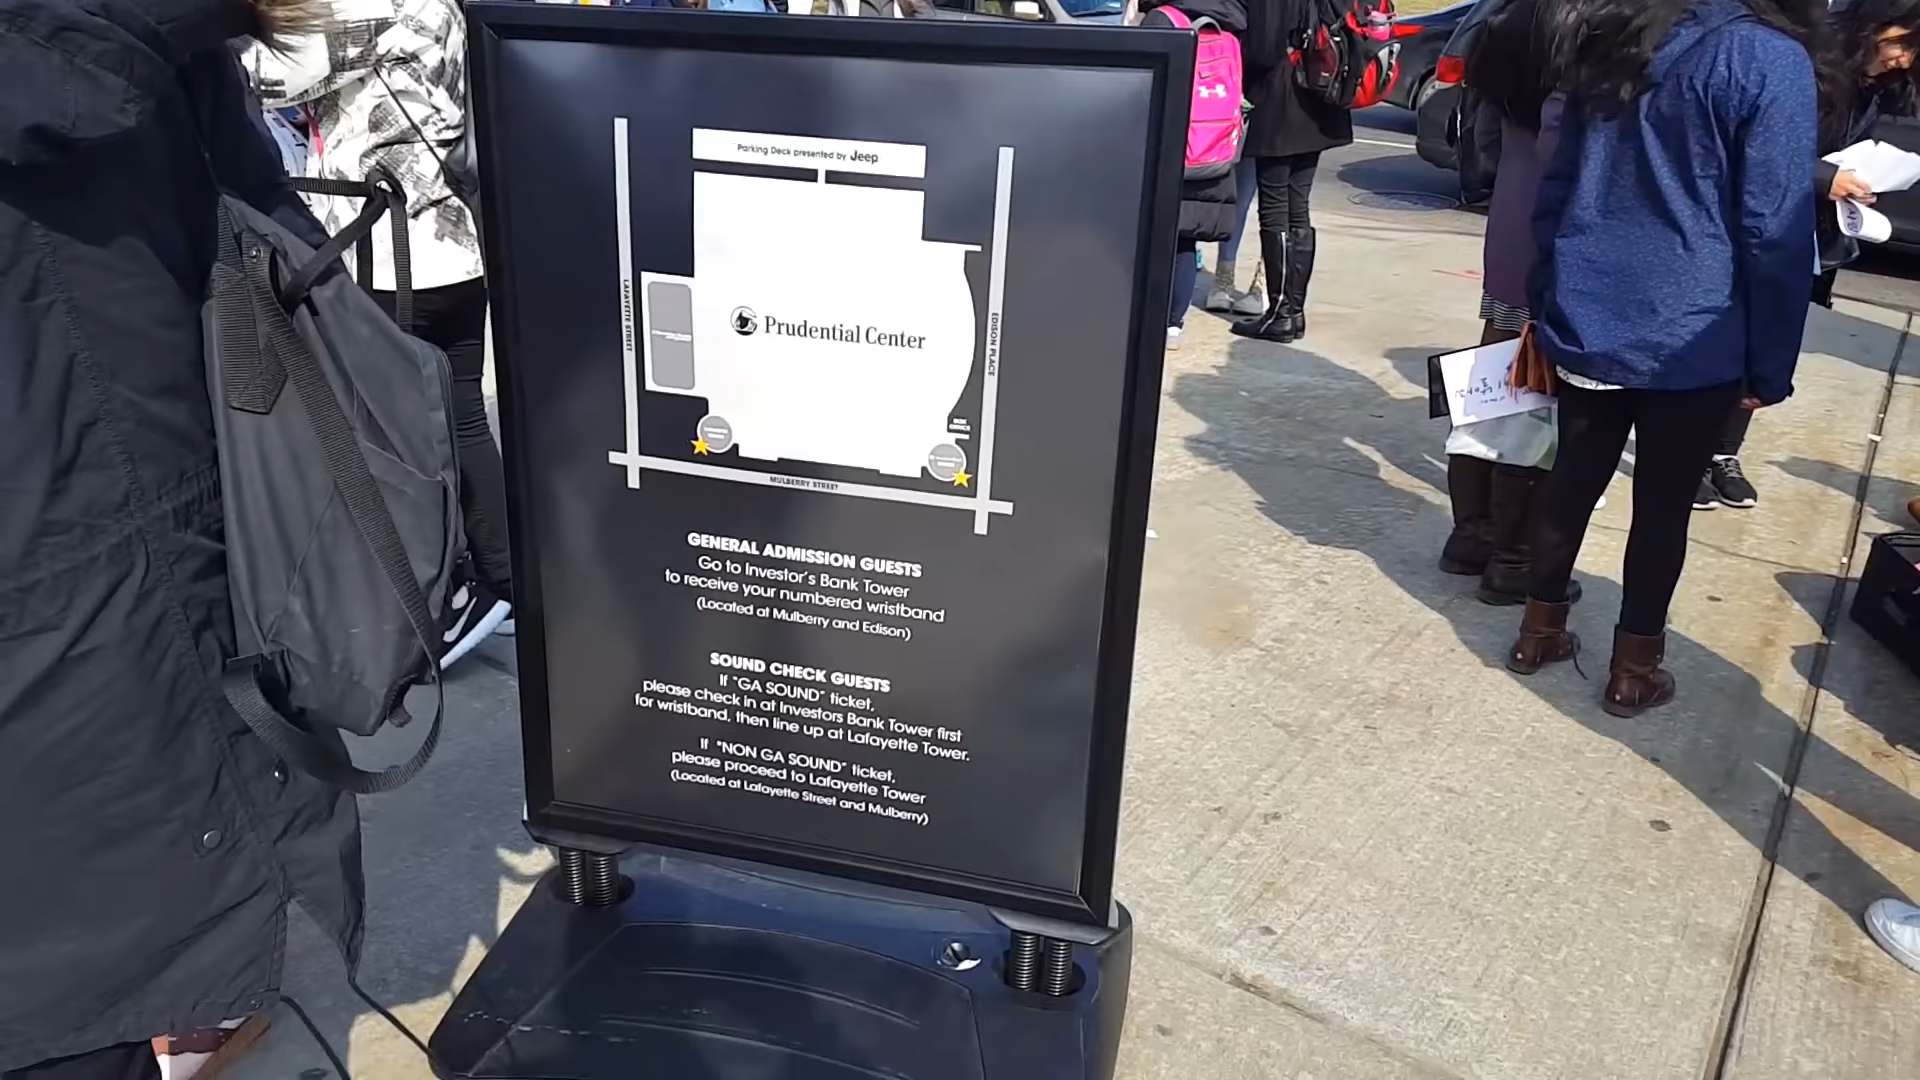 Parking Deck presented by Jeep
LAFAYETTE STREET
Prudential Center
EDISON PLACE
BOX OFFICE
MULBERRY STREET
GENERAL ADMISSION GUESTS
Go to Investor's Bank Tower
to receive your numbered wristband
(Located at Mulberry and Edison)
SOUND CHECK GUESTS
If "GA SOUND" ticket,
please check in at Investors Bank Tower first
for wristband, then line up at Lafayette Tower.
If "NON GA SOUND" ticket,
please proceed to Lafayette Tower
(Located at Lafayette Street and Mulberry)